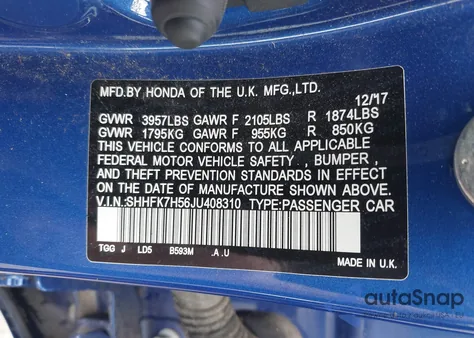 MFD.BY HONDA OF THE U.K. MFG.,LTD.
12/17
GVWR 3957LBS GAWR F 2105LBS R 1874LBS
GVWR 1795KG GAWR F 955KG R 850KG
THIS VEHICLE CONFORMS TO ALL APPLICABLE
FEDERAL MOTOR VEHICLE SAFETY , BUMPER ,
AND THEFT PREVENTION STANDARDS IN EFFECT
ON THE DATE OF MANUFACTURE SHOWN ABOVE.
V.I.N.:SHHFK7H56JU408310 TYPE:PASSENGER CAR
TGG J LD5 B593M .A .U
MADE IN U.K.
autoSnap